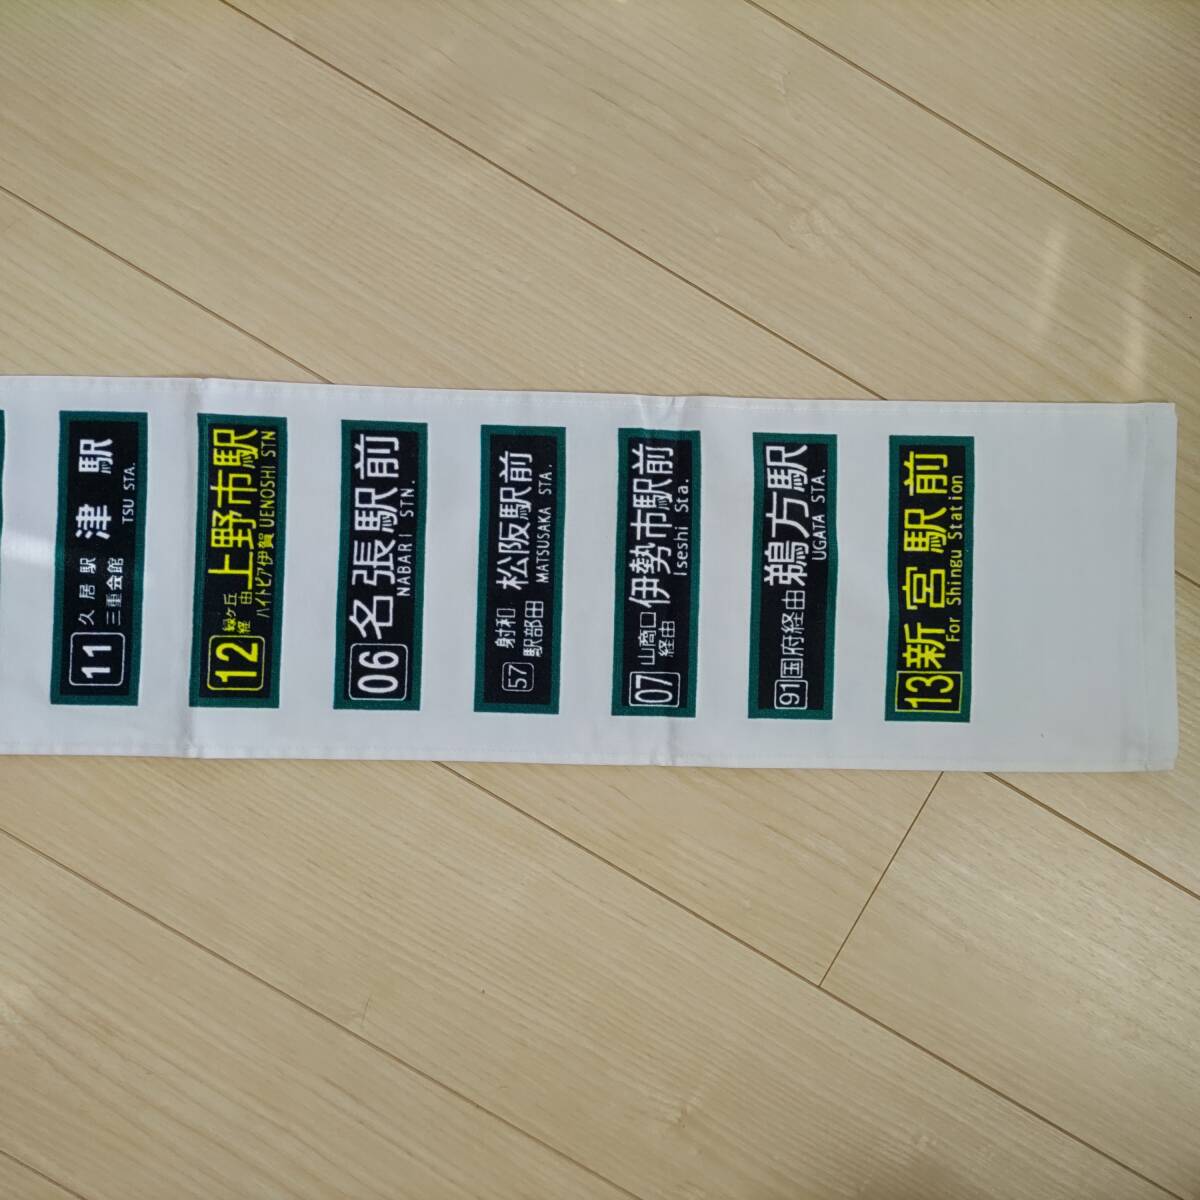 11
久居駅
三重会館
津駅
TSU STA.
12
緑ヶ丘
経由
ハイトピア伊賀
上野市駅
UENOSHI STN
06
名張駅前
NABARI STN.
57
射和
駅部田
松阪駅前
MATSUSAKA STA.
07
山商口
経由
伊勢市駅前
Iseshi Sta.
91
国府経由
鵜方駅
UGATA STA.
13
新宮駅前
For Shingu Station